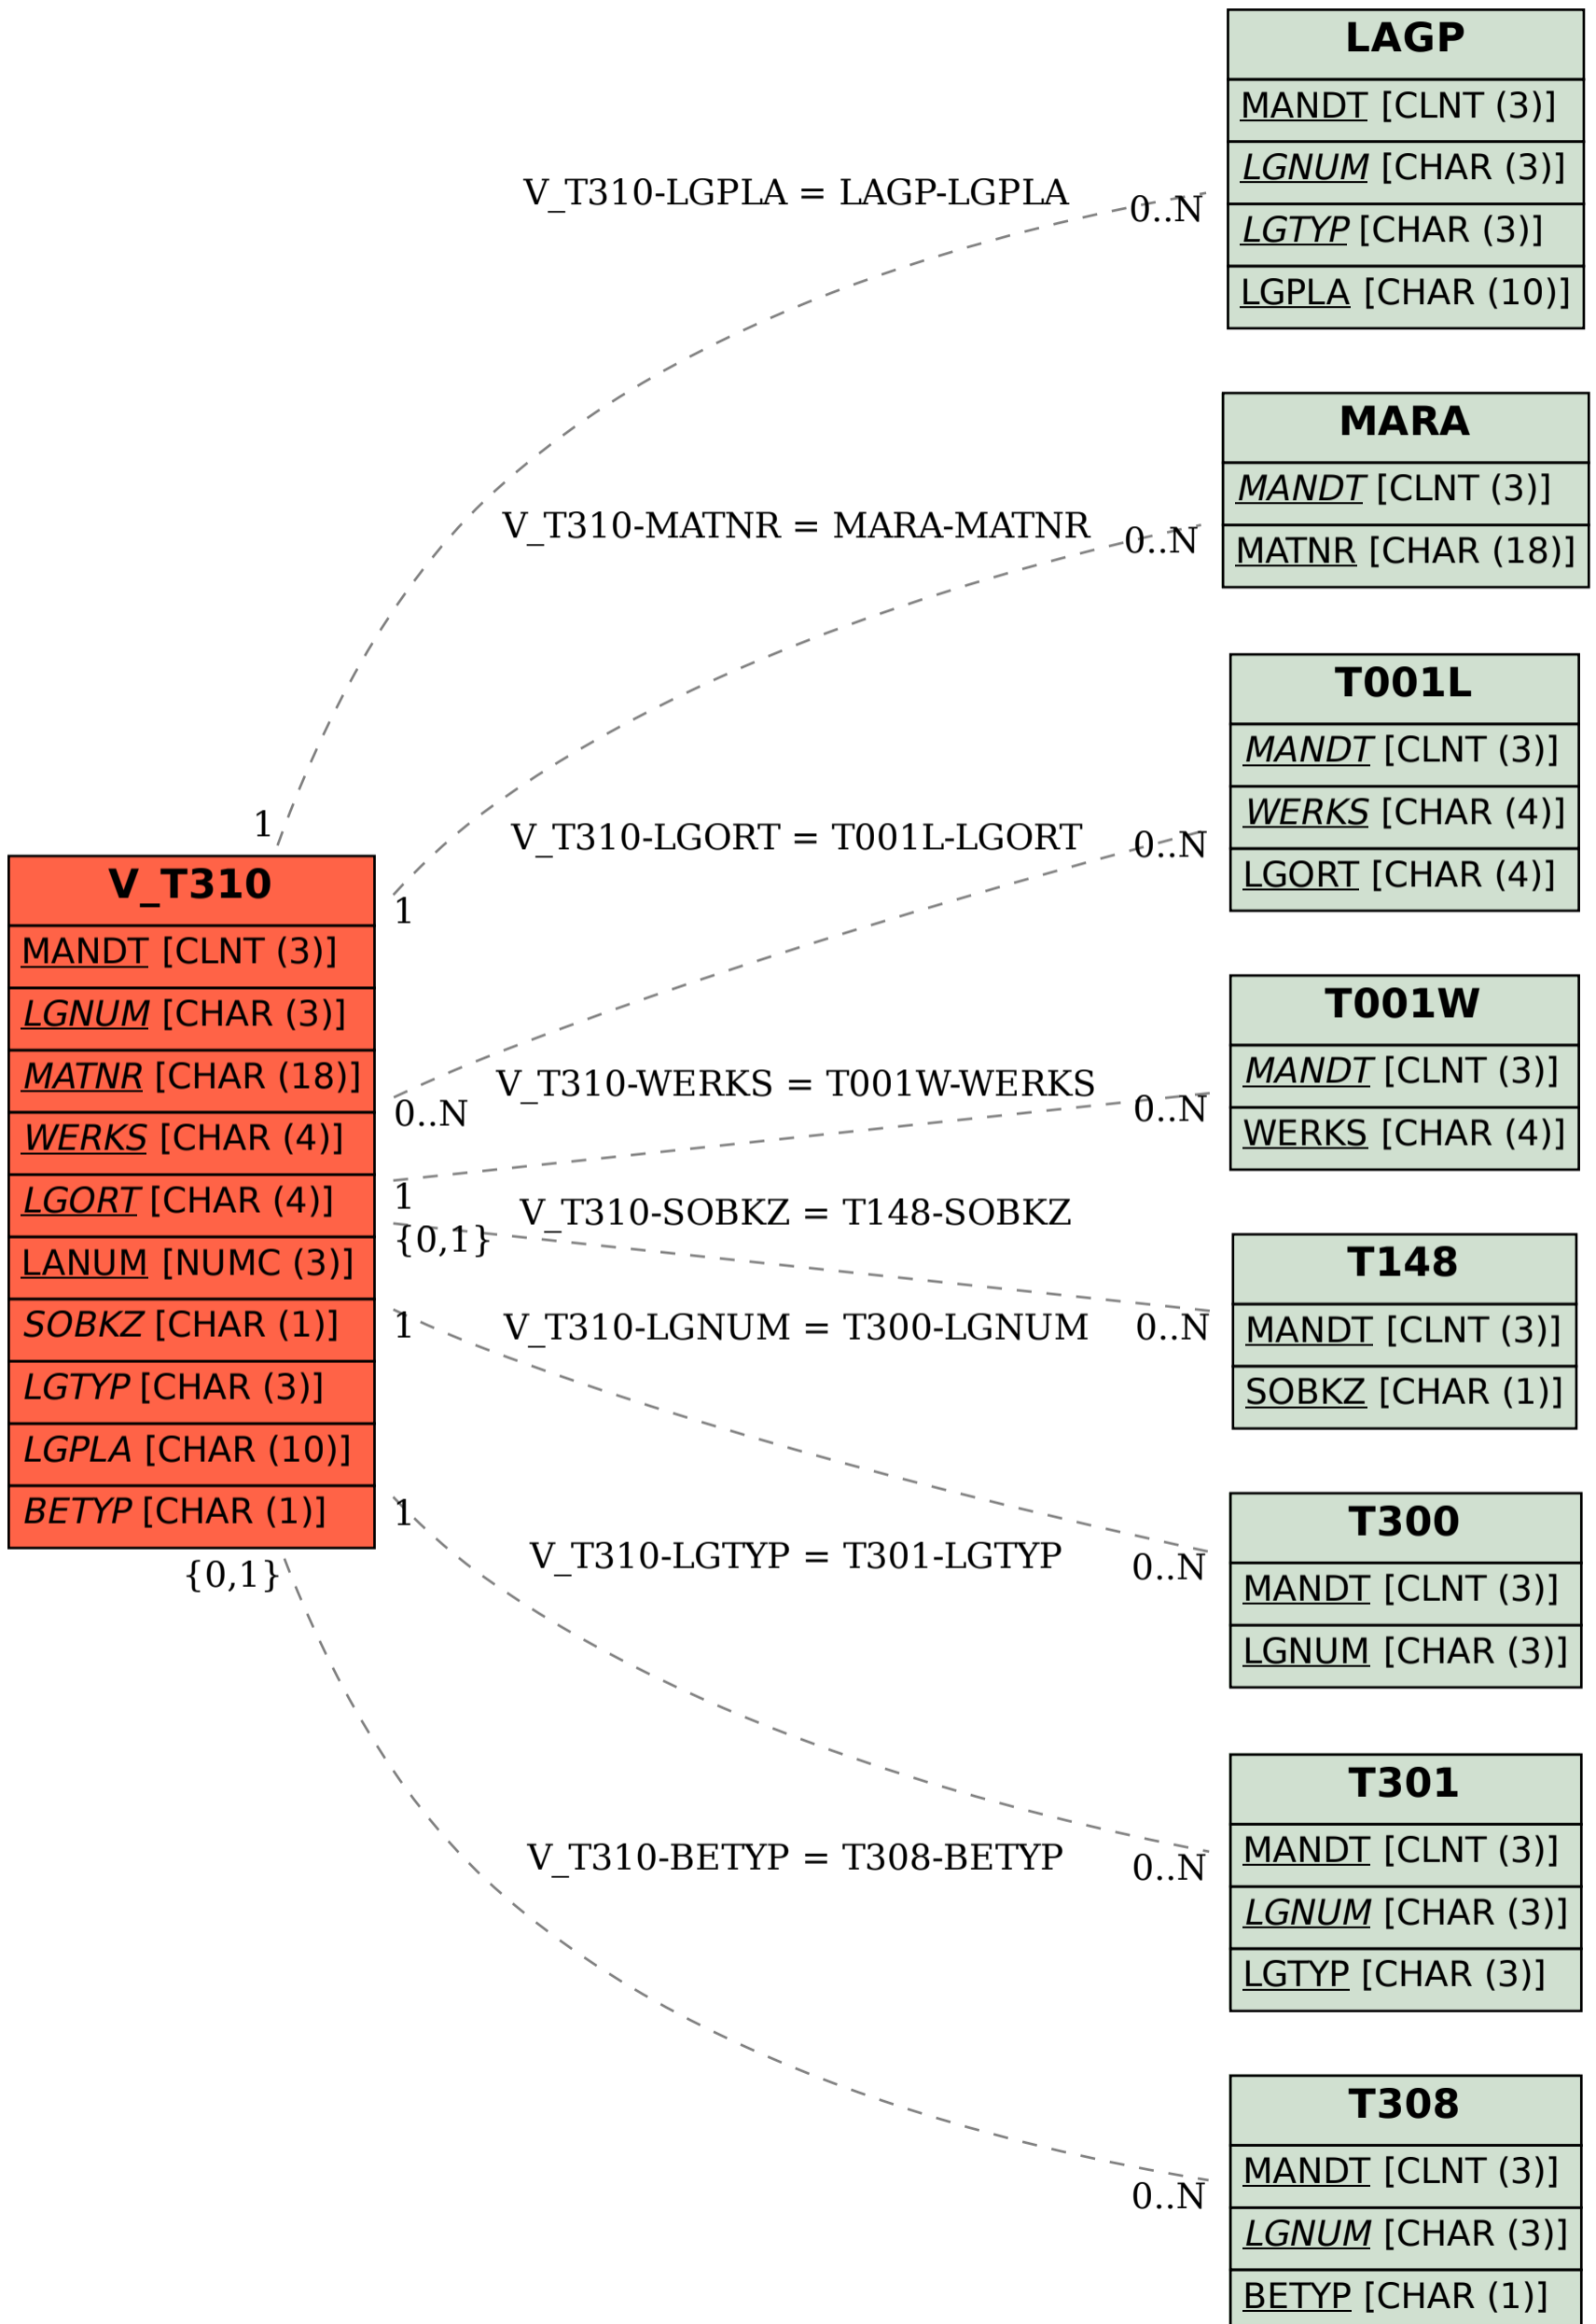 LAGP
MANDT [CLNT (3)]
LGNUM [CHAR (3)]
LGTYP [CHAR (3)]
LGPLA [CHAR (10)]
V_T310-LGPLA = LAGP-LGPLA
0..N
1
MARA
MANDT [CLNT (3)]
MATNR [CHAR (18)]
V_T310-MATNR = MARA-MATNR
0..N
1
T001L
MANDT [CLNT (3)]
WERKS [CHAR (4)]
LGORT [CHAR (4)]
V_T310-LGORT = T001L-LGORT
0..N
0..N
V_T310
MANDT [CLNT (3)]
LGNUM [CHAR (3)]
MATNR [CHAR (18)]
WERKS [CHAR (4)]
LGORT [CHAR (4)]
LANUM [NUMC (3)]
SOBKZ [CHAR (1)]
LGTYP [CHAR (3)]
LGPLA [CHAR (10)]
BETYP [CHAR (1)]
T001W
MANDT [CLNT (3)]
WERKS [CHAR (4)]
V_T310-WERKS = T001W-WERKS
0..N
1
V_T310-SOBKZ = T148-SOBKZ
{0,1}
0..N
T148
MANDT [CLNT (3)]
SOBKZ [CHAR (1)]
V_T310-LGNUM = T300-LGNUM
1
0..N
T300
MANDT [CLNT (3)]
LGNUM [CHAR (3)]
V_T310-LGTYP = T301-LGTYP
1
0..N
T301
MANDT [CLNT (3)]
LGNUM [CHAR (3)]
LGTYP [CHAR (3)]
V_T310-BETYP = T308-BETYP
{0,1}
0..N
T308
MANDT [CLNT (3)]
LGNUM [CHAR (3)]
BETYP [CHAR (1)]